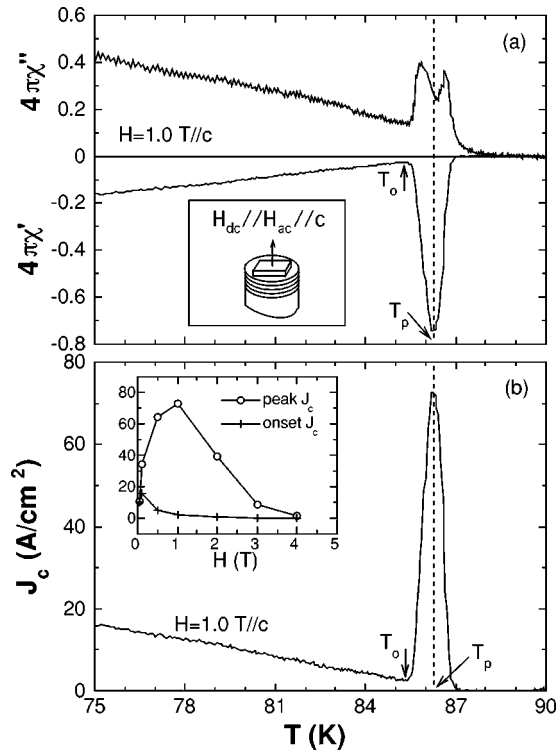 0.6
(a)
0.4
4πχ''
0.2
H=1.0 T//c
0
T₀
-0.2
H_dc//H_ac//c
4πχ'
-0.4
-0.6
T_p
-0.8
80
(b)
80
peak J_c
60
onset J_c
40
20
0
0 1 2 3 4 5
H (T)
60
J_c (A/cm²)
40
20
H=1.0 T//c
T₀
T_p
0
75 78 81 84 87 90
T (K)